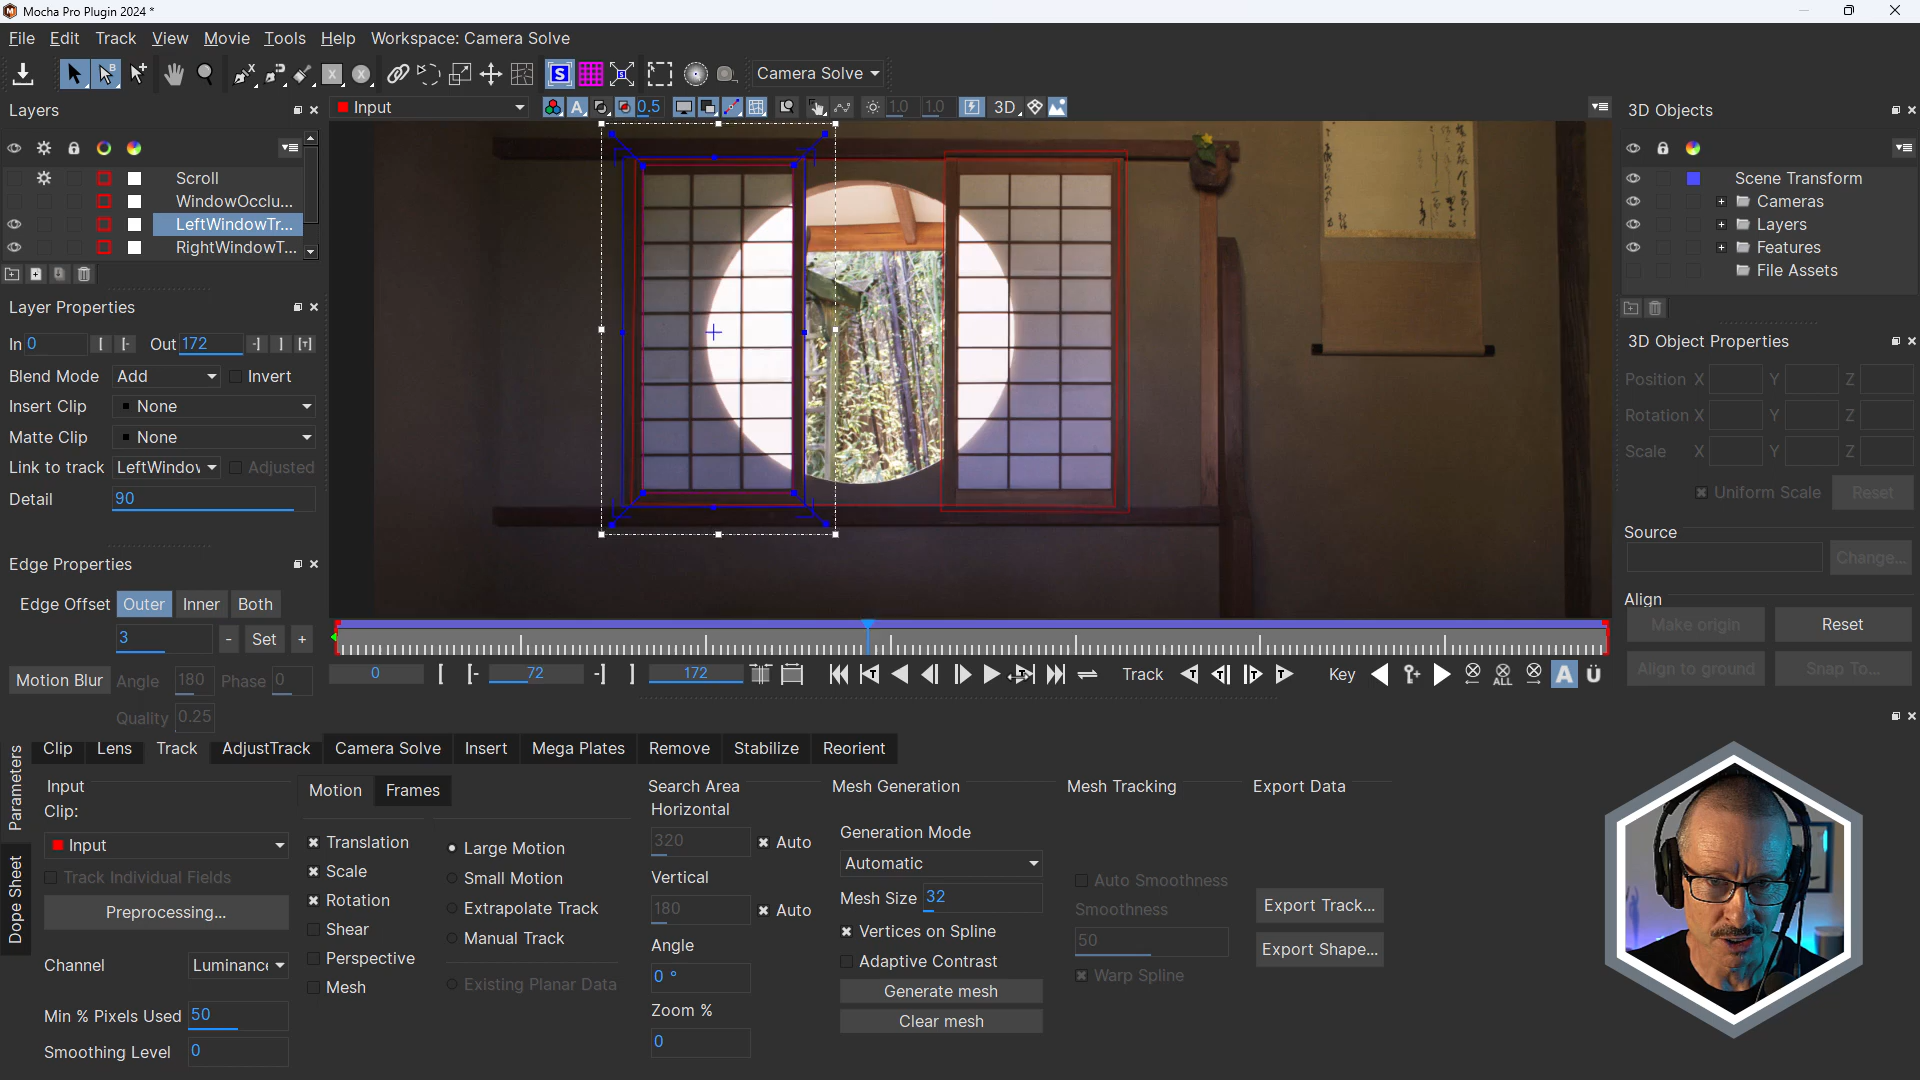 Mocha Pro Plugin 2024 *
File Edit Track View Movie Tools Help Workspace: Camera Solve
Camera Solve
Layers
Input
0.5
1.0 1.0
3D
3D Objects
Scroll
WindowOcclu...
LeftWindowTr...
RightWindowT...
Scene Transform
Cameras
Layers
Features
File Assets
Layer Properties
In 0 Out 172
Blend Mode Add Invert
Insert Clip None
Matte Clip None
Link to track LeftWindov Adjusted
Detail 90
3D Object Properties
Position X Y Z
Rotation X Y Z
Scale X Y Z
Uniform Scale Reset
Source
Change...
Align
Make origin Reset
Align to ground Snap To...
Edge Properties
Edge Offset Outer Inner Both
3 - Set +
Motion Blur Angle 180 Phase 0
Quality 0.25
0 72 172 Track Key ALL A Ü
Clip Lens Track AdjustTrack Camera Solve Insert Mega Plates Remove Stabilize Reorient
Parameters
Dope Sheet
Input
Clip:
Input
Track Individual Fields
Preprocessing...
Channel Luminance
Min % Pixels Used 50
Smoothing Level 0
Motion Frames
Translation
Scale
Rotation
Shear
Perspective
Mesh
Large Motion
Small Motion
Extrapolate Track
Manual Track
Existing Planar Data
Search Area
Horizontal
320 Auto
Vertical
180 Auto
Angle
0 °
Zoom %
0
Mesh Generation
Generation Mode
Automatic
Mesh Size 32
Vertices on Spline
Adaptive Contrast
Generate mesh
Clear mesh
Mesh Tracking
Auto Smoothness
Smoothness
50
Warp Spline
Export Data
Export Track...
Export Shape...